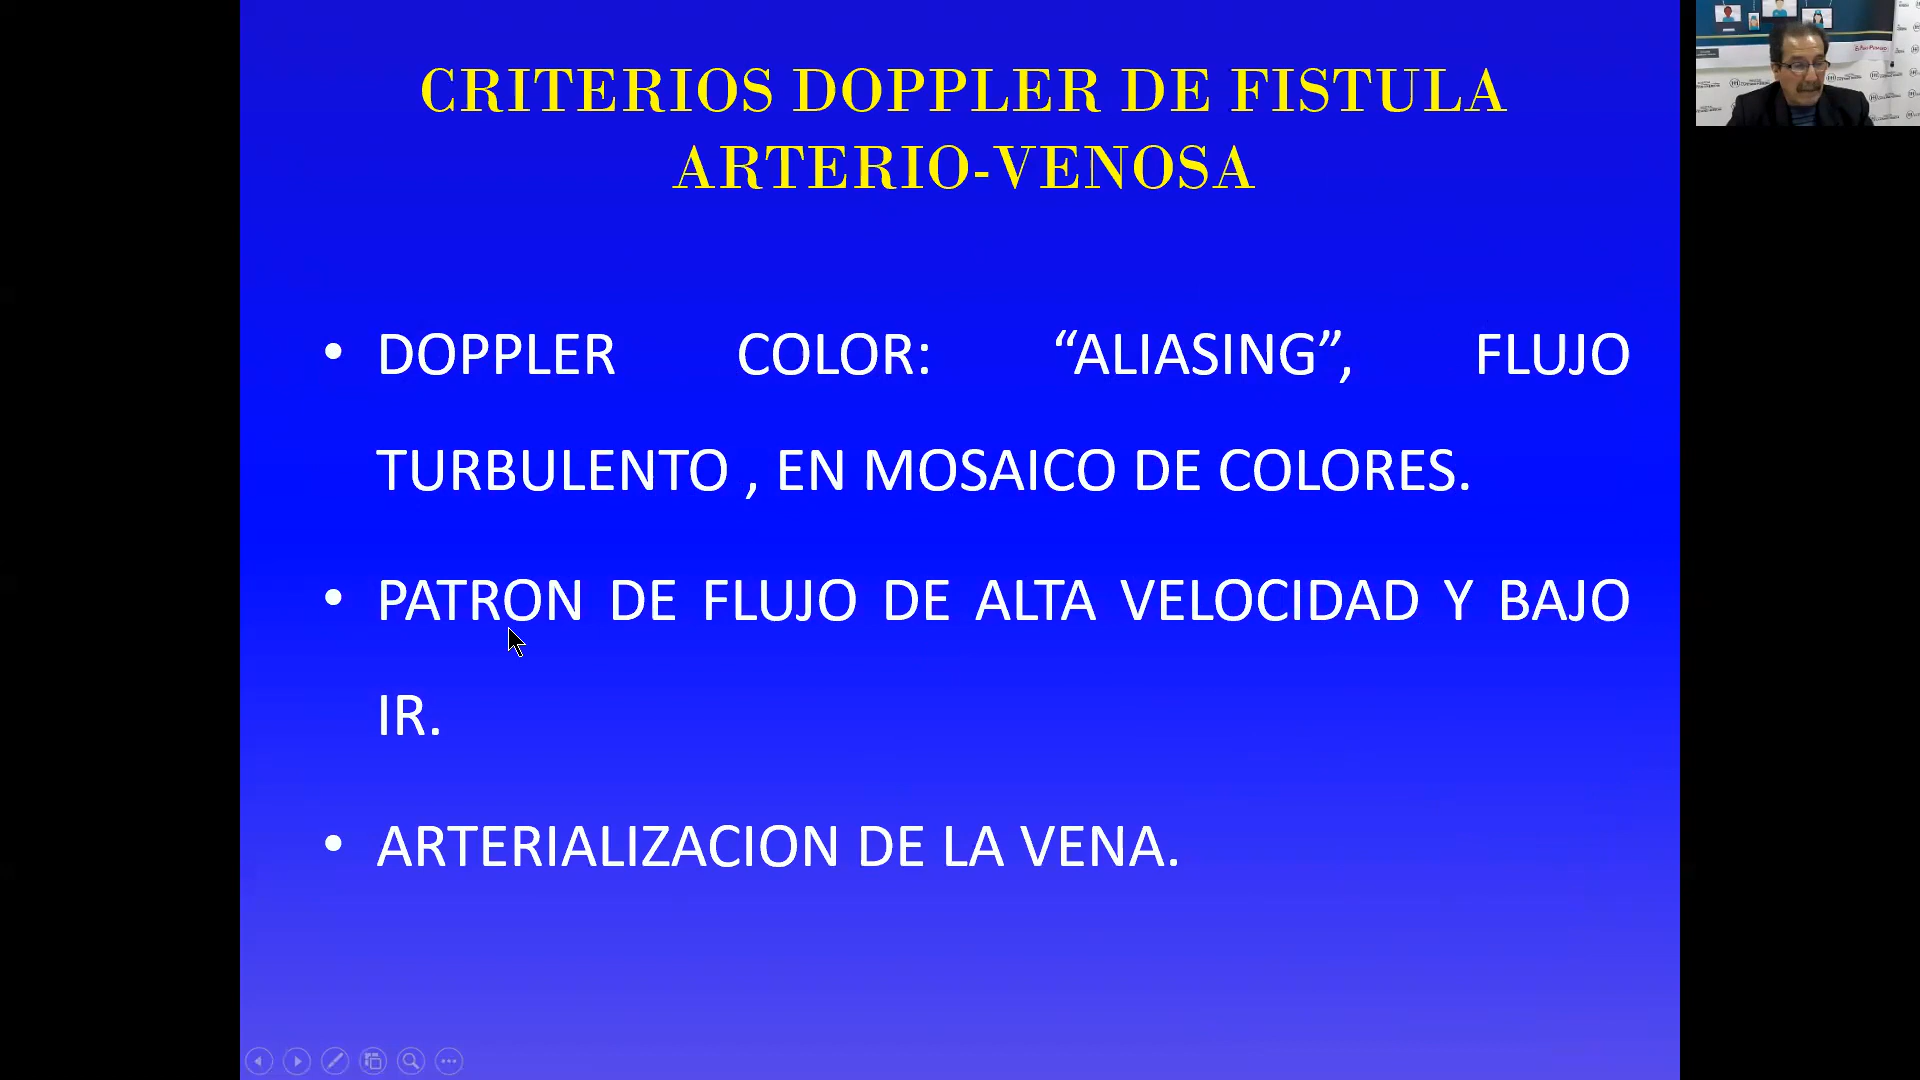 CRITERIOS DOPPLER DE FISTULA
ARTERIO-VENOSA
• DOPPLER COLOR: “ALIASING”, FLUJO
TURBULENTO , EN MOSAICO DE COLORES.
• PATRON DE FLUJO DE ALTA VELOCIDAD Y BAJO
IR.
• ARTERIALIZACION DE LA VENA.